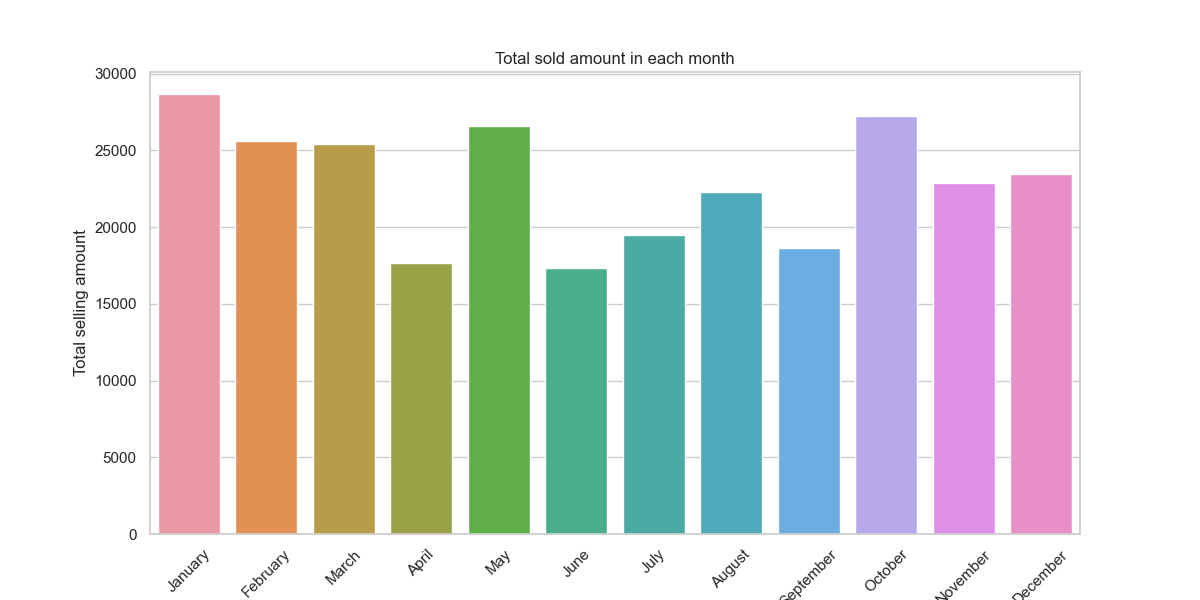 Total sold amount in each month
Total selling amount
30000
25000
20000
15000
10000
5000
0
January
February
March
April
May
June
July
August
September
October
November
December